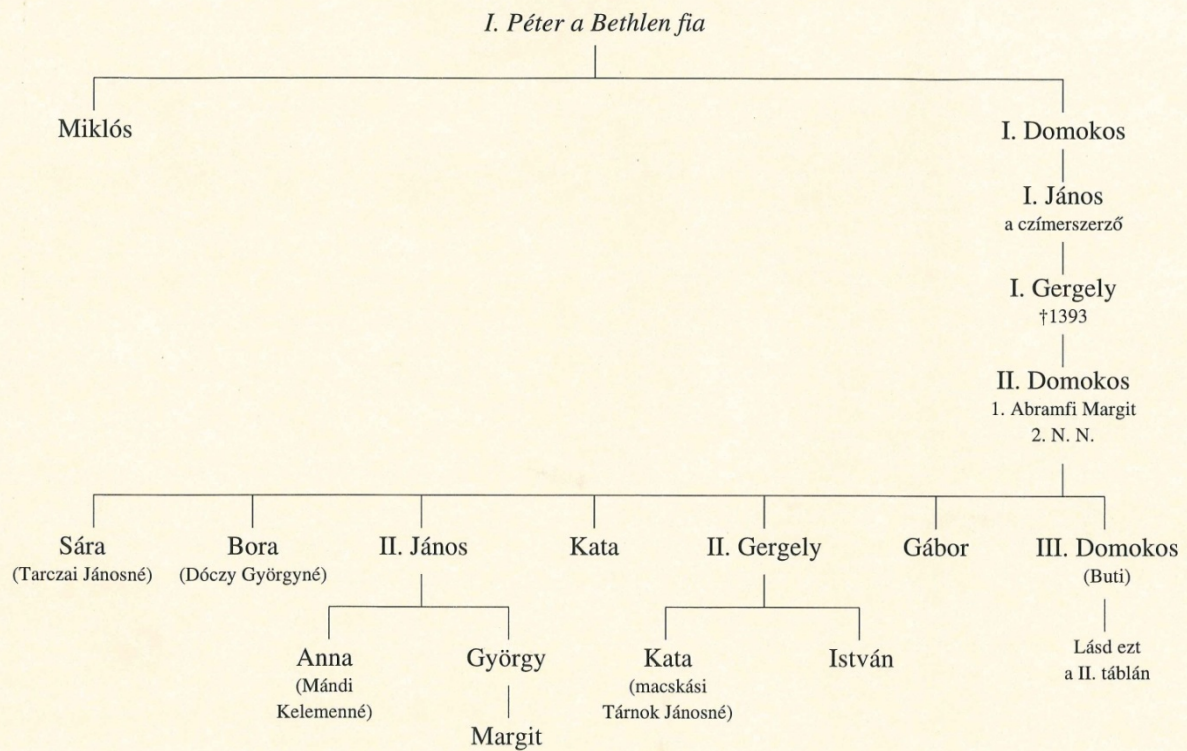 I. Péter a Bethlen fia
Miklós
I. Domokos
I. János
a czímerszerző
I. Gergely
†1393
II. Domokos
1. Abramfi Margit
2. N. N.
Sára
(Tarczai Jánosné)
Bora
(Dóczy Györgyné)
II. János
Kata
II. Gergely
Gábor
III. Domokos
(Buti)
Anna
(Mándi
Kelemenné)
György
Kata
(macskási
Tárnok Jánosné)
István
Lásd ezt
a II. táblán
Margit